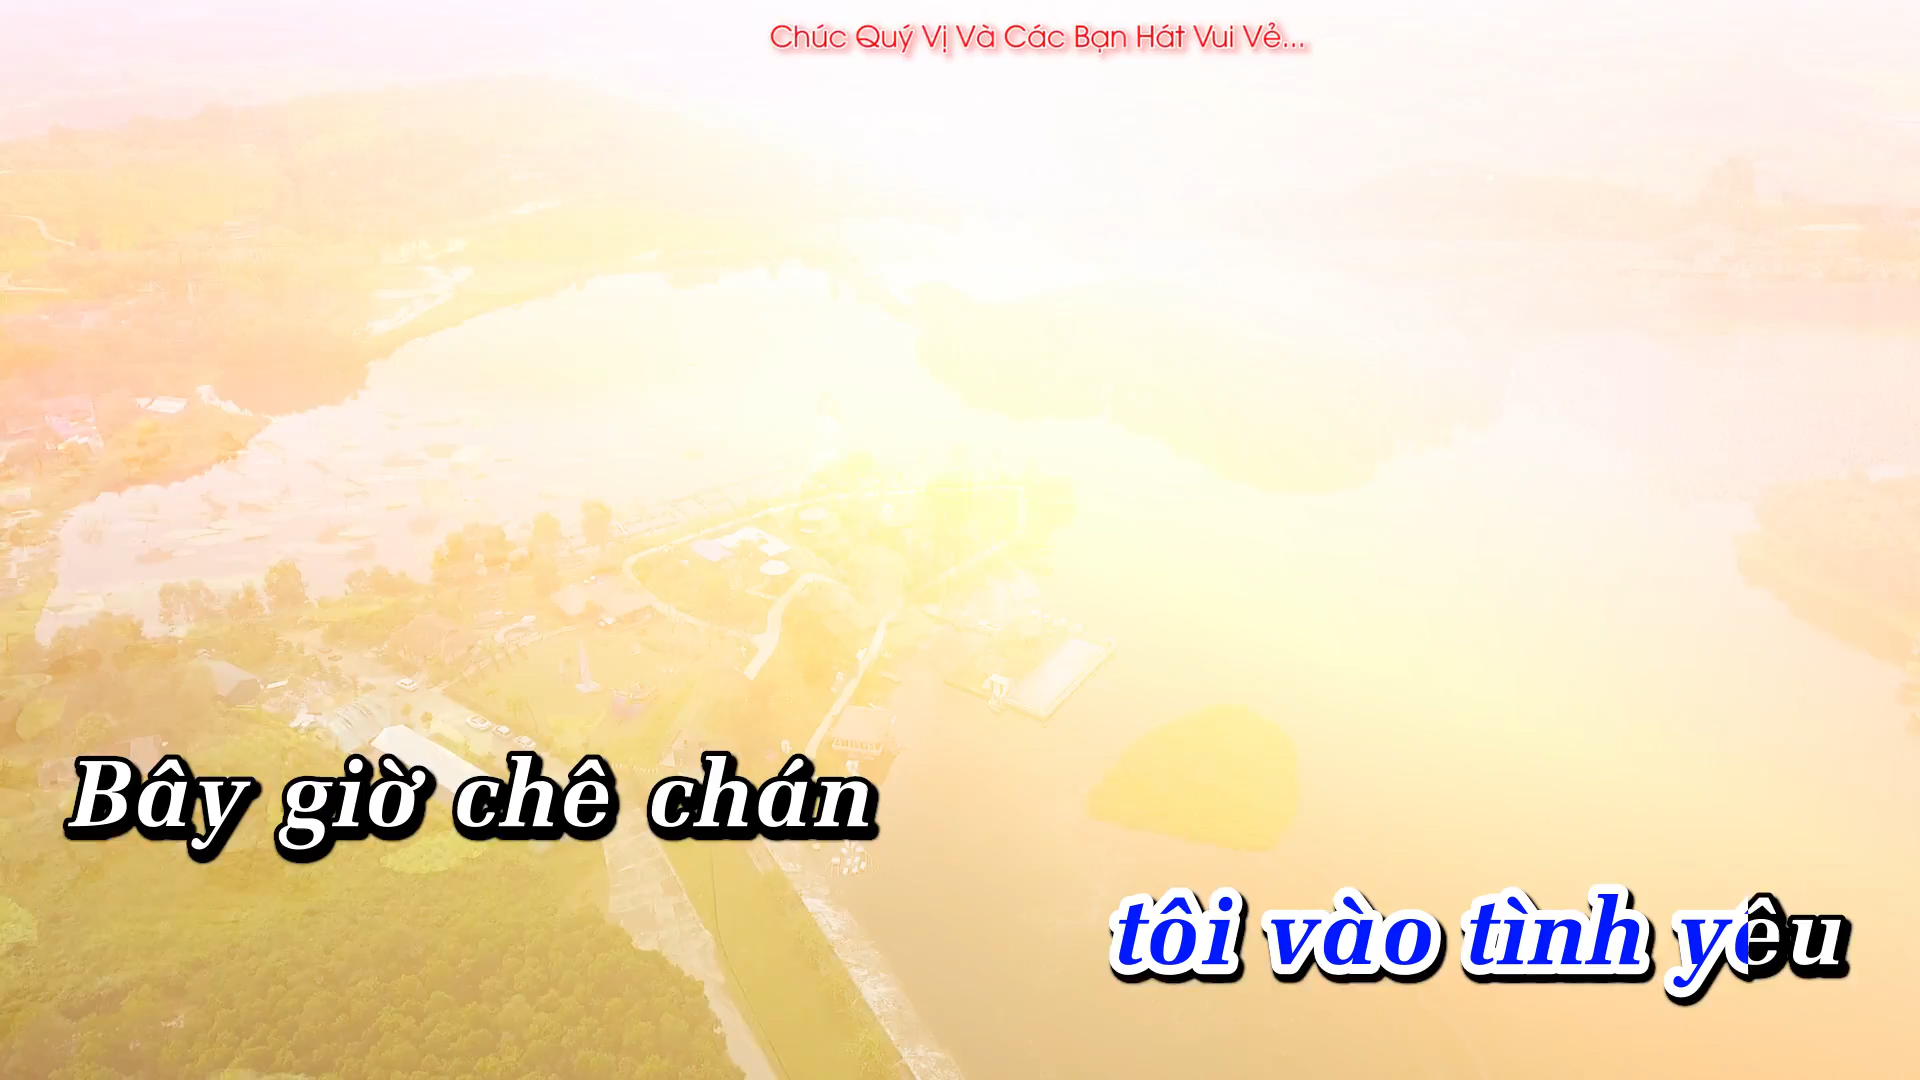 Chúc Quý Vị Và Các Bạn Hát Vui Vẻ...
Bây giờ chê chán
tôi vào tình yêu